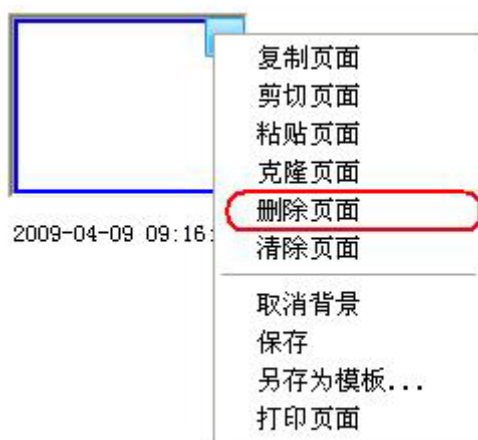 复制页面
剪切页面
粘贴页面
克隆页面
删除页面
2009-04-09 09:16:
清除页面
取消背景
保存
另存为模板...
打印页面